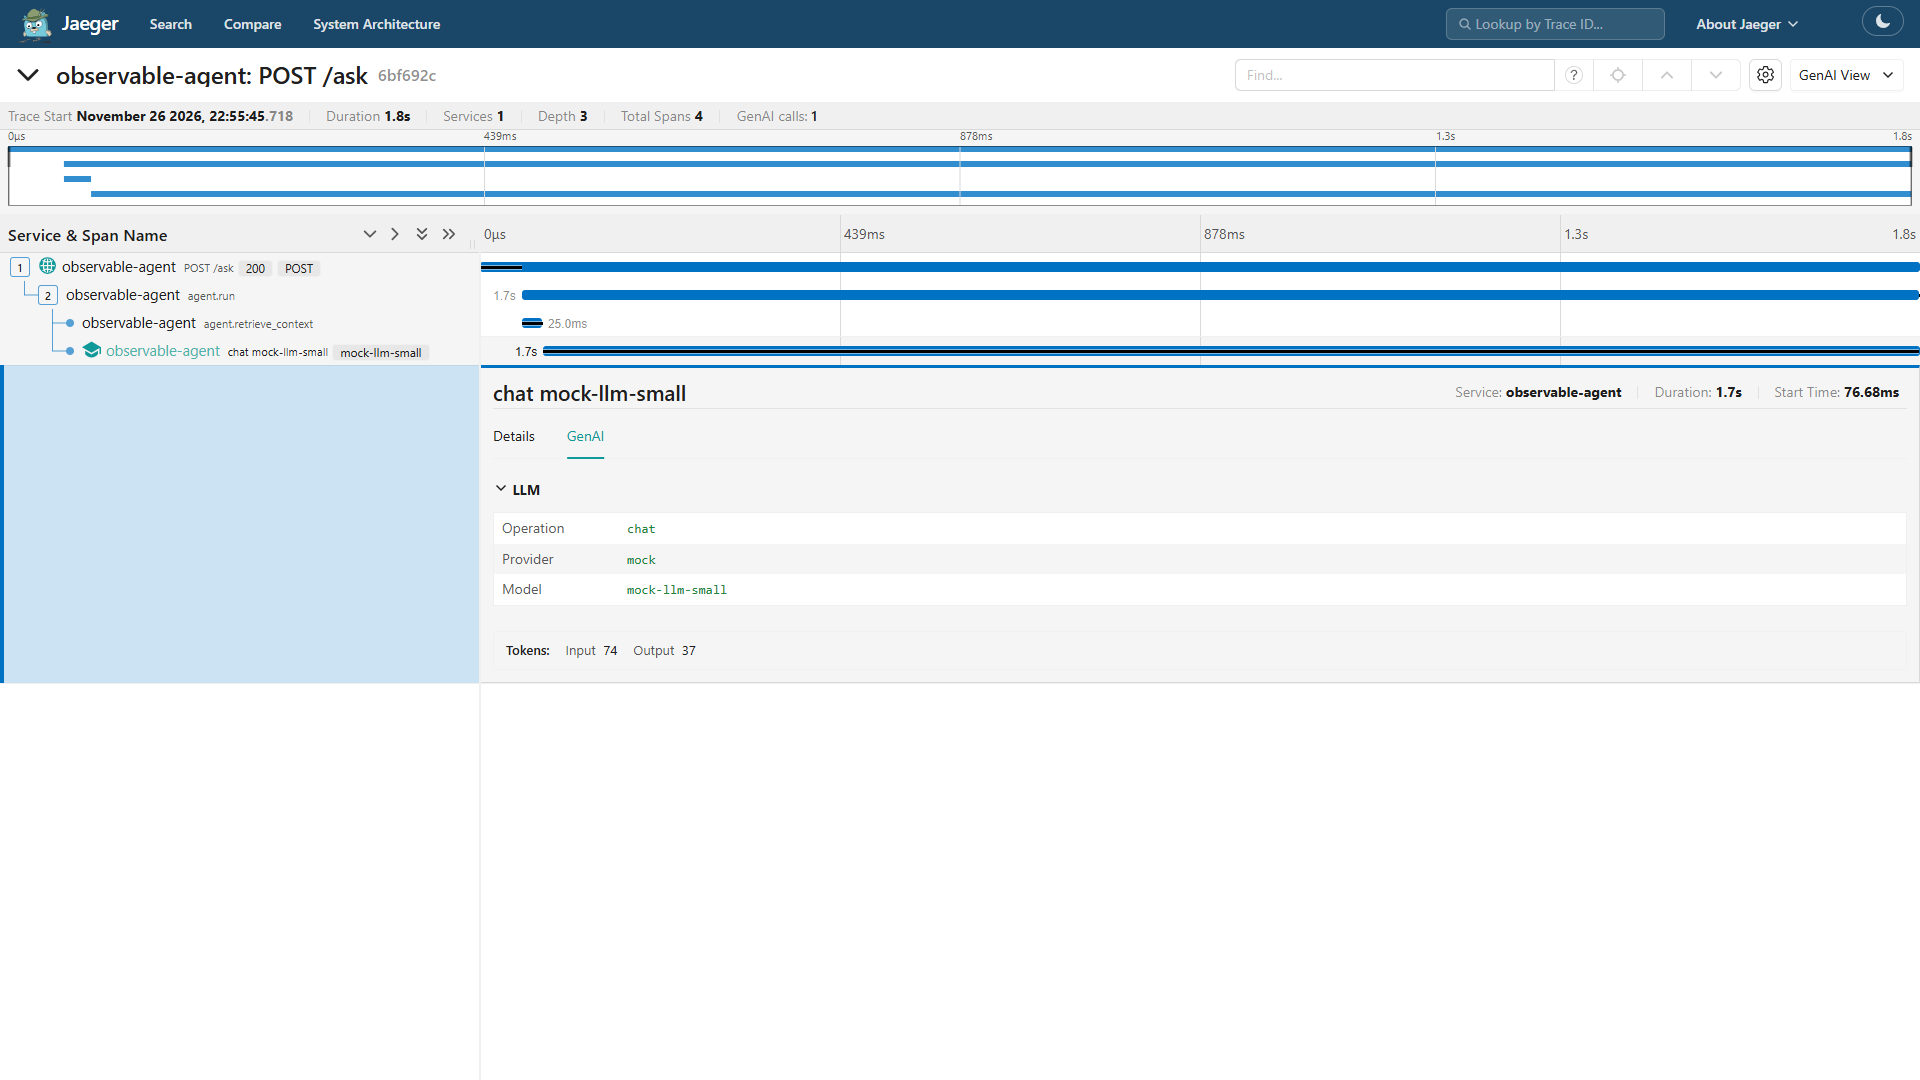 Jaeger Search Compare System Architecture Lookup by Trace ID... About Jaeger
observable-agent: POST /ask 6bf692c Find... ? GenAI View
Trace Start November 26 2026, 22:55:45.718 Duration 1.8s Services 1 Depth 3 Total Spans 4 GenAI calls: 1
0μs 439ms 878ms 1.3s 1.8s
Service & Span Name 0μs 439ms 878ms 1.3s 1.8s
1 observable-agent POST /ask 200 POST
2 observable-agent agent.run 1.7s
observable-agent agent.retrieve_context 25.0ms
observable-agent chat mock-llm-small mock-llm-small 1.7s
chat mock-llm-small Service: observable-agent Duration: 1.7s Start Time: 76.68ms
Details GenAI
LLM
Operation chat
Provider mock
Model mock-llm-small
Tokens: Input 74 Output 37